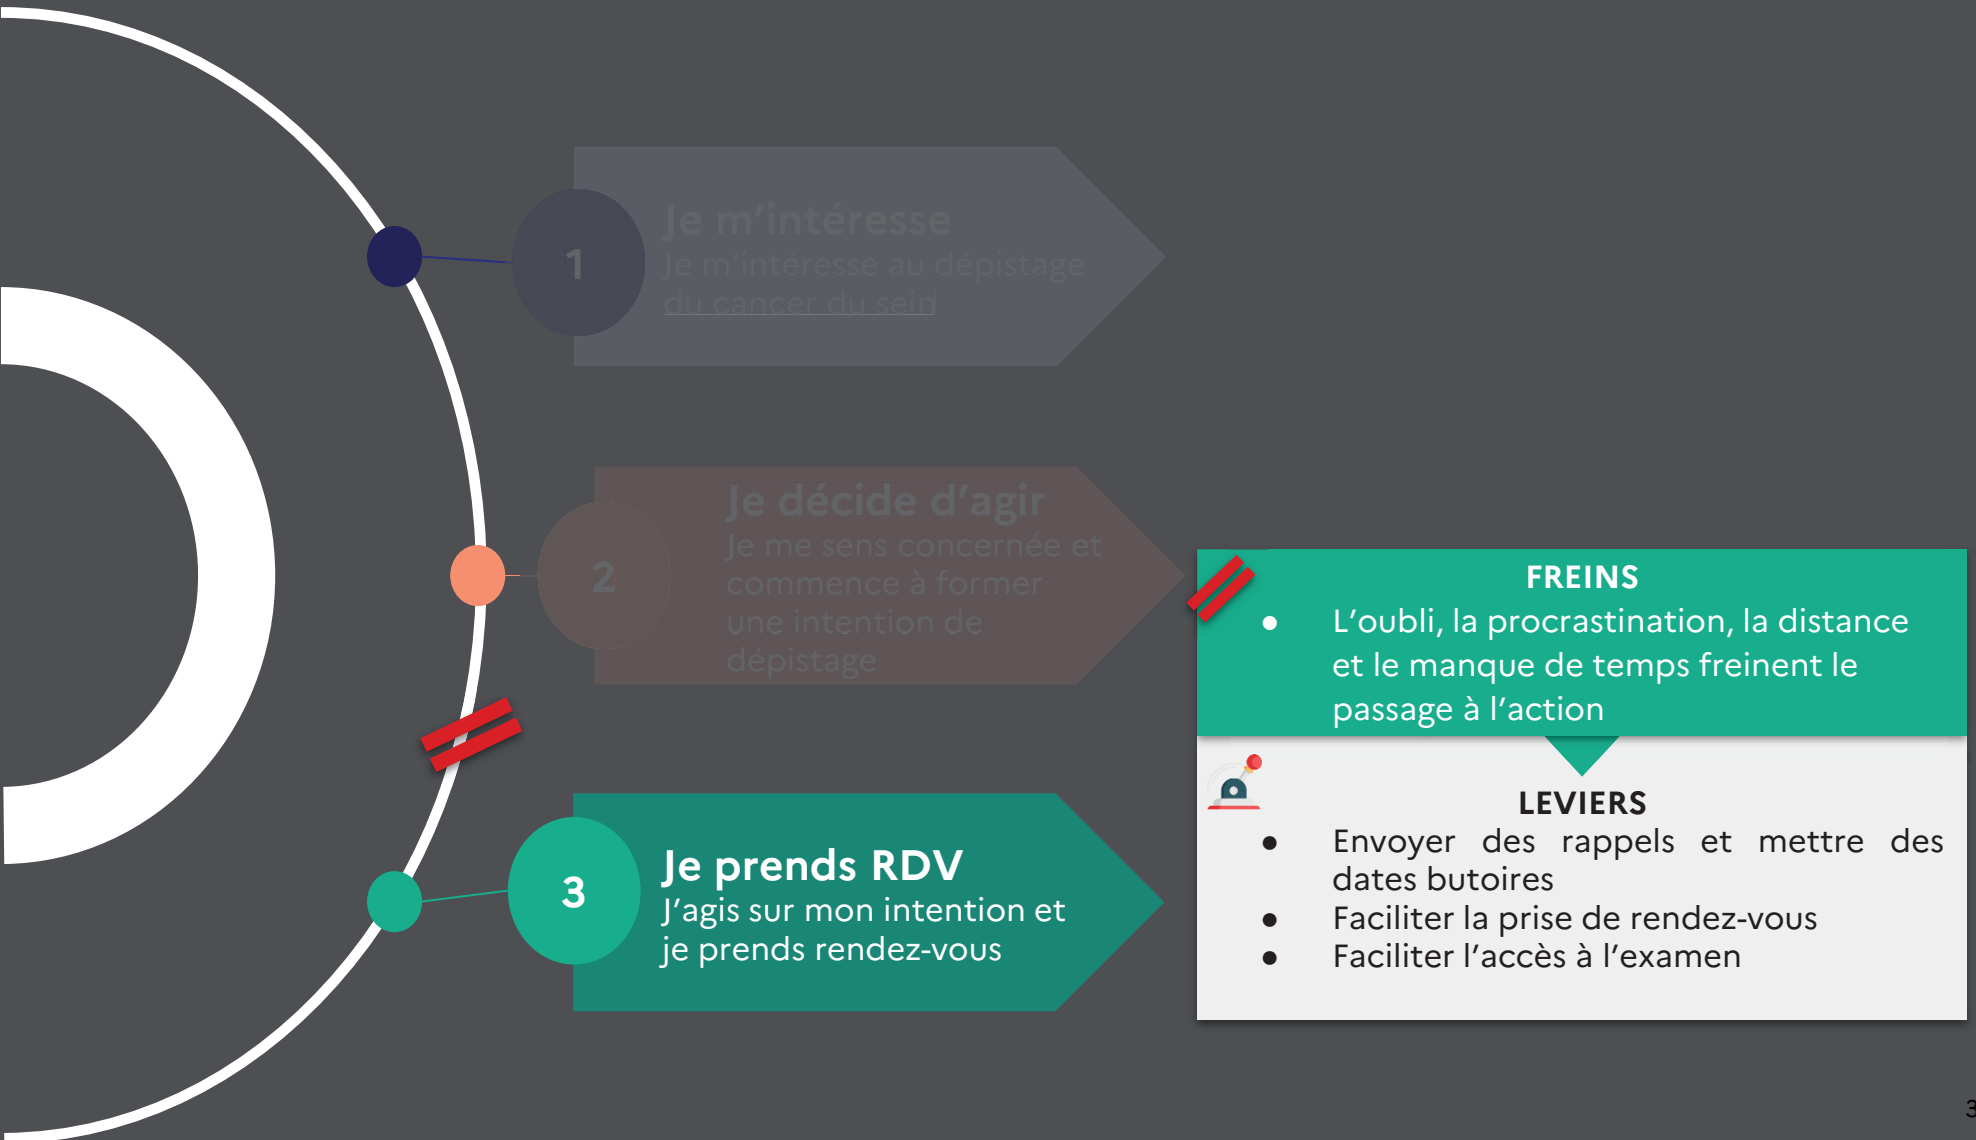 1
Je m’intéresse
Je m’intéresse au dépistage
du cancer du sein
2
Je décide d’agir
Je me sens concernée et
commence à former
une intention de
dépistage
FREINS
● L’oubli, la procrastination, la distance
et le manque de temps freinent le
passage à l’action
LEVIERS
● Envoyer des rappels et mettre des
dates butoires
● Faciliter la prise de rendez-vous
● Faciliter l’accès à l’examen
3
Je prends RDV
J’agis sur mon intention et
je prends rendez-vous